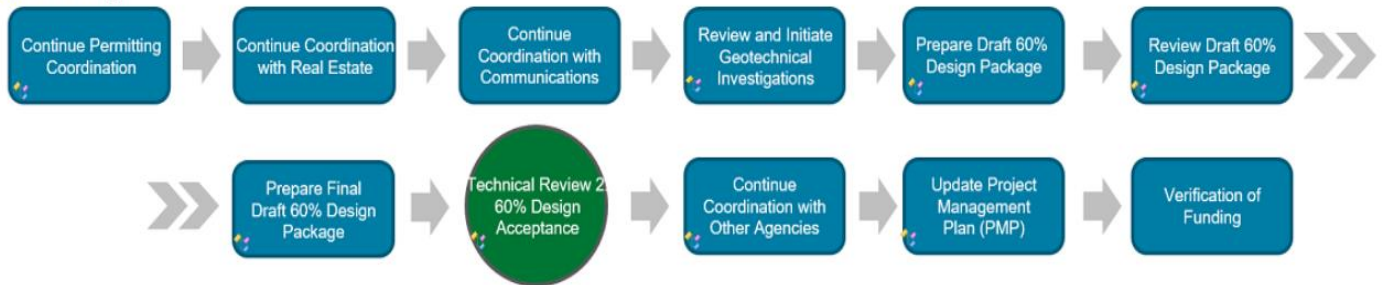 Continue Permitting
Coordination
Continue Coordination
with Real Estate
Continue
Coordination with
Communications
Review and Initiate
Geotechnical
Investigations
Prepare Draft 60%
Design Package
Review Draft 60%
Design Package
Prepare Final
Draft 60% Design
Package
Technical Review 2
60% Design
Acceptance
Continue
Coordination with
Other Agencies
Update Project
Management
Plan (PMP)
Verification of
Funding